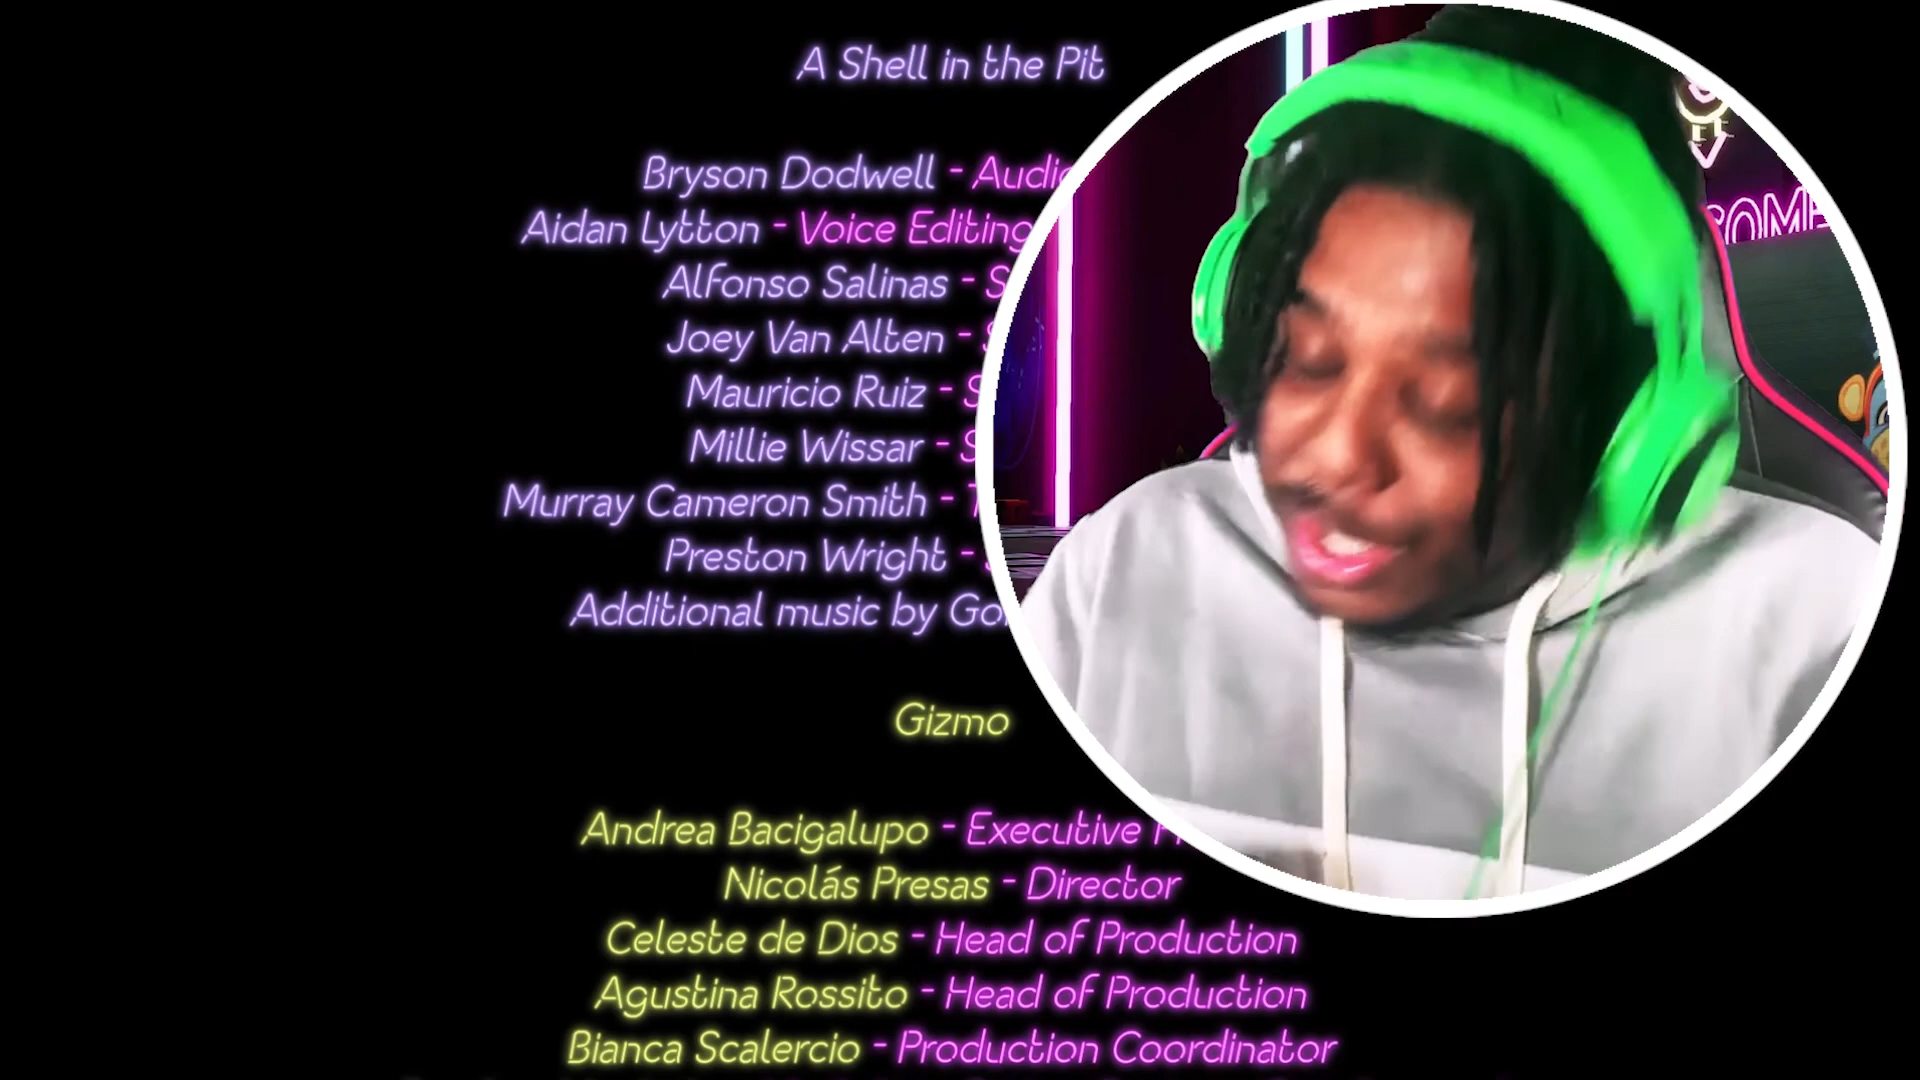 A Shell in the Pit
Bryson Dodwell - Audio
Aidan Lytton - Voice Editing
Alfonso Salinas - S
Joey Van Alten - S
Mauricio Ruiz - S
Millie Wissar - S
Murray Cameron Smith - T
Preston Wright -
Additional music by Go
Gizmo
Andrea Bacigalupo - Executive
Nicolás Presas - Director
Celeste de Dios - Head of Production
Agustina Rossito - Head of Production
Bianca Scalercio - Production Coordinator